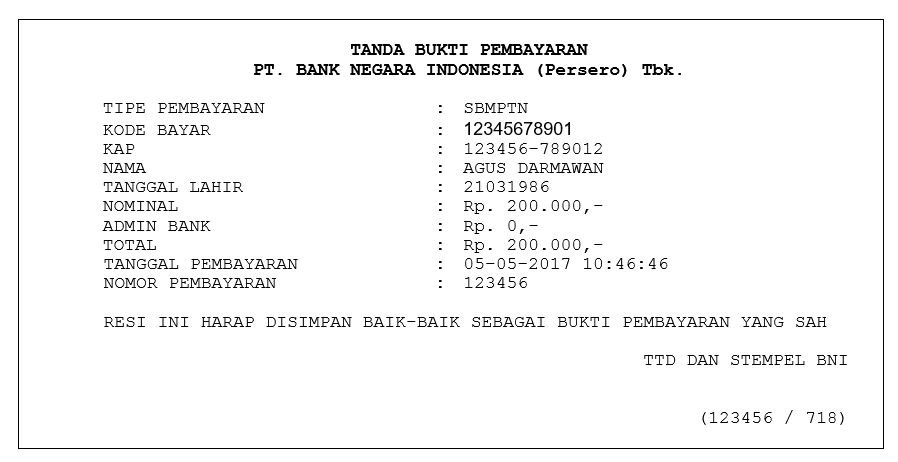 TANDA BUKTI PEMBAYARAN
PT. BANK NEGARA INDONESIA (Persero) Tbk.
TIPE PEMBAYARAN : SBMPTN
KODE BAYAR : 12345678901
KAP : 123456-789012
NAMA : AGUS DARMAWAN
TANGGAL LAHIR : 21031986
NOMINAL : Rp. 200.000,-
ADMIN BANK : Rp. 0,-
TOTAL : Rp. 200.000,-
TANGGAL PEMBAYARAN : 05-05-2017 10:46:46
NOMOR PEMBAYARAN : 123456
RESI INI HARAP DISIMPAN BAIK-BAIK SEBAGAI BUKTI PEMBAYARAN YANG SAH
TTD DAN STEMPEL BNI
(123456 / 718)